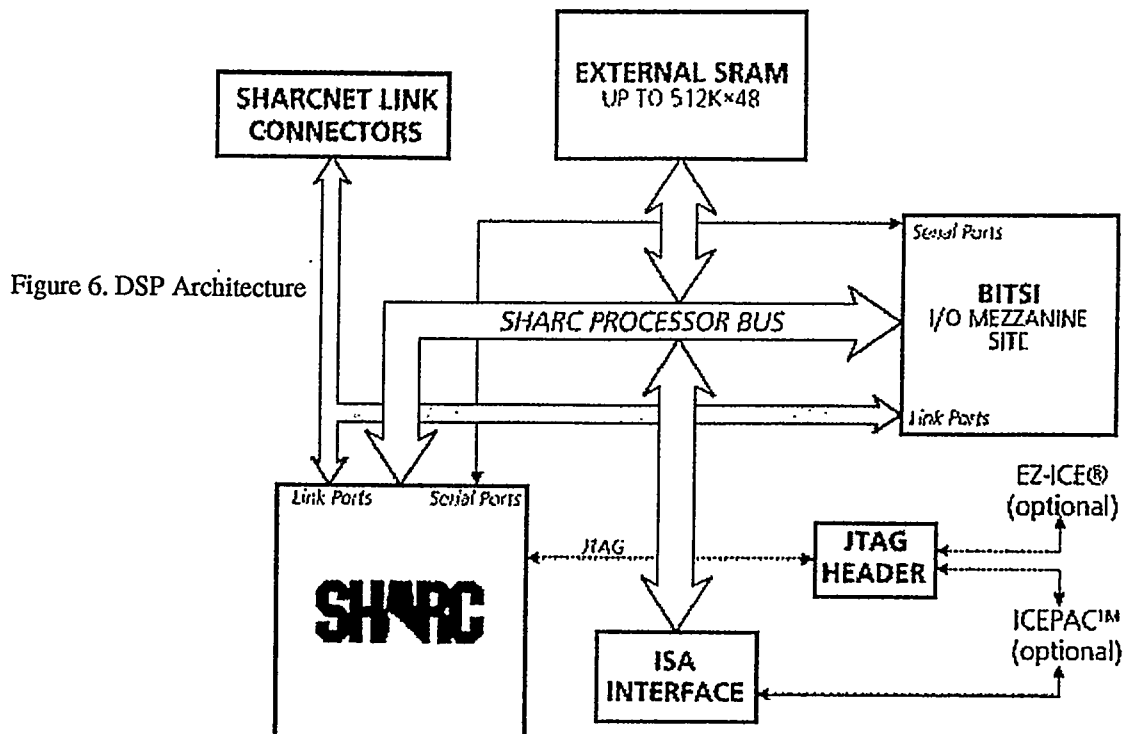 EXTERNAL SRAM
UP TO 512K×48
SHARCNET LINK
CONNECTORS
Serial Ports
BITSI
I/O MEZZANINE
SITE
Figure 6. DSP Architecture
SHARC PROCESSOR BUS
Link Ports
Link Ports
Serial Ports
EZ-ICE®
(optional)
JTAG
JTAG
HEADER
SHARC
ICEPAC™
(optional)
ISA
INTERFACE